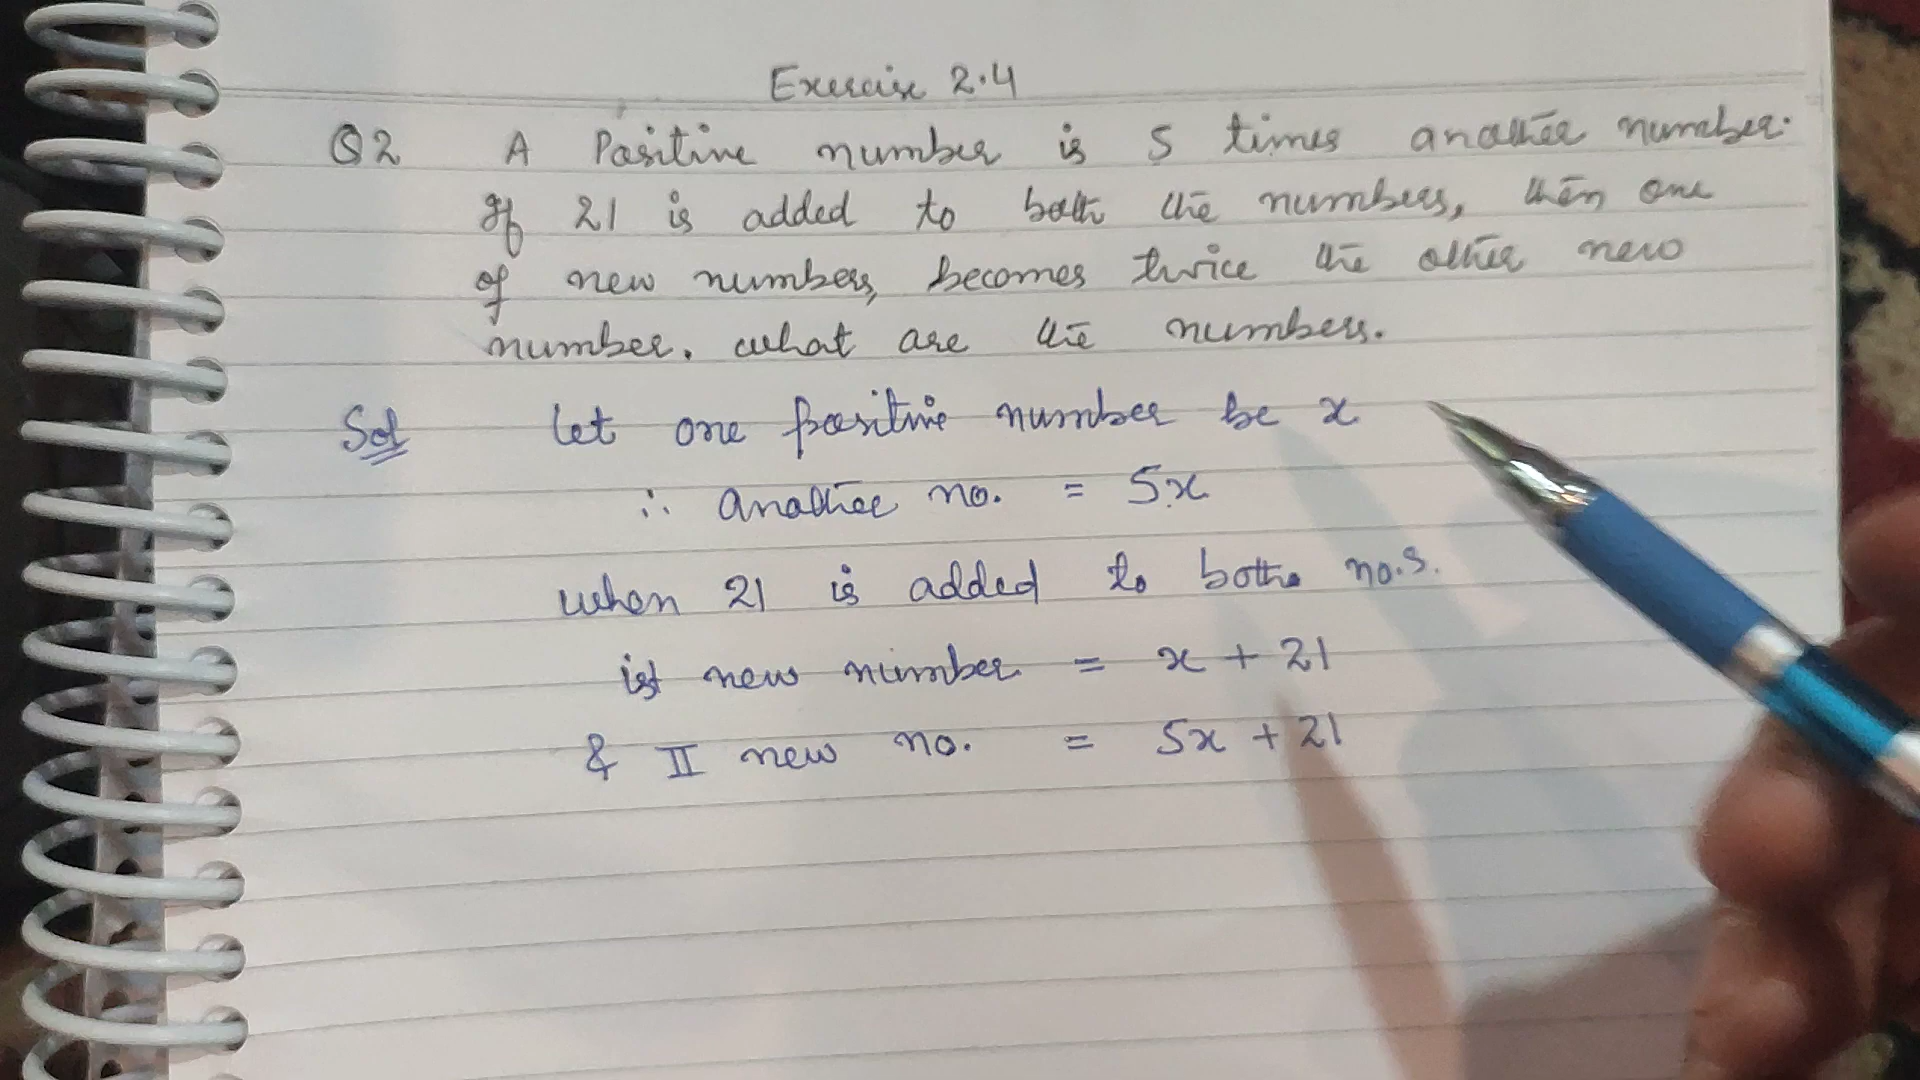 Exercise 2.4
Q2 A Positive number is 5 times another number.
If 21 is added to both the numbers, then one
of new numbers, becomes twice the other new
number. what are the numbers.
Sol Let one positive number be x
∴ another no. = 5x
when 21 is added to both no.s.
ist new number = x + 21
& II new no. = 5x + 21